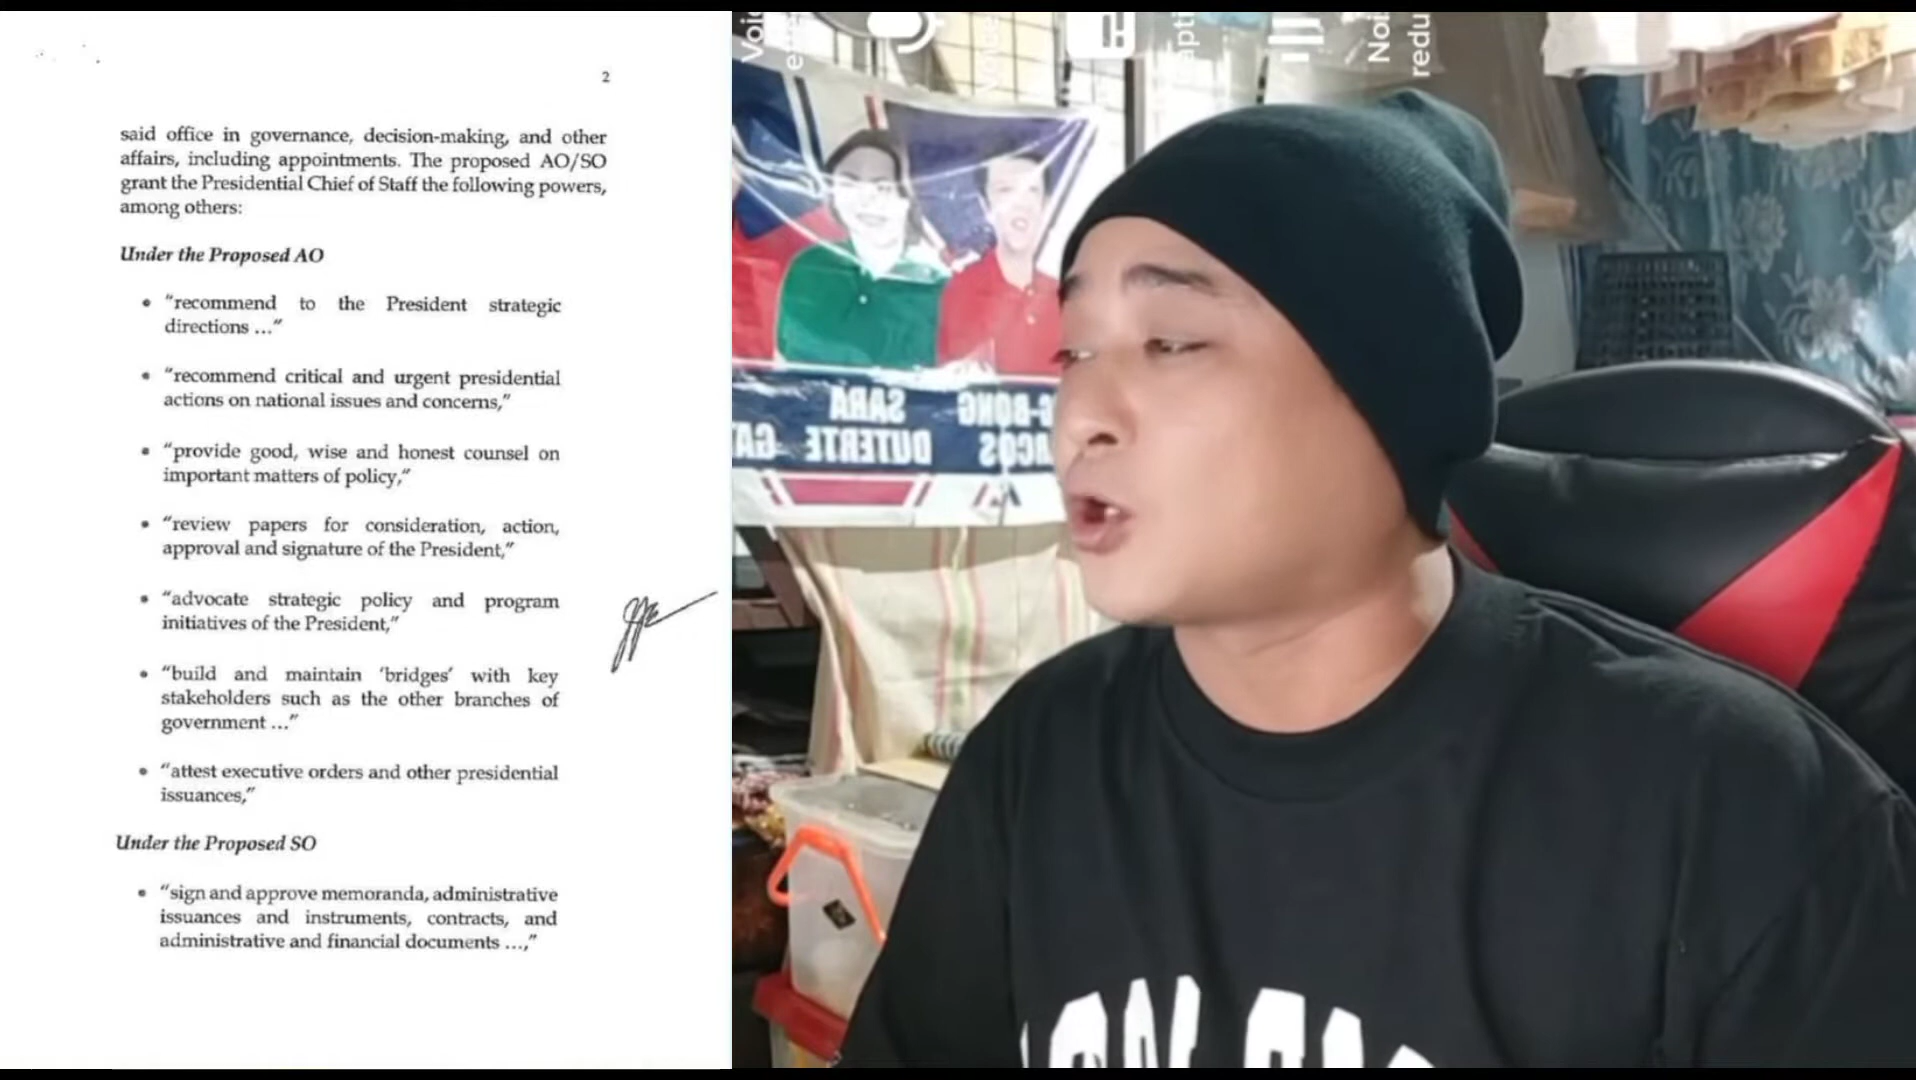 2
said office in governance, decision-making, and other
affairs, including appointments. The proposed AO/SO
grant the Presidential Chief of Staff the following powers,
among others:
Under the Proposed AO
• “recommend to the President strategic
directions ...”
• “recommend critical and urgent presidential
actions on national issues and concerns,”
• “provide good, wise and honest counsel on
important matters of policy,”
• “review papers for consideration, action,
approval and signature of the President,”
• “advocate strategic policy and program
initiatives of the President,”
• “build and maintain ‘bridges’ with key
stakeholders such as the other branches of
government ...”
• “attest executive orders and other presidential
issuances,”
Under the Proposed SO
• “sign and approve memoranda, administrative
issuances and instruments, contracts, and
administrative and financial documents ...,”
SARA
DUTERTE